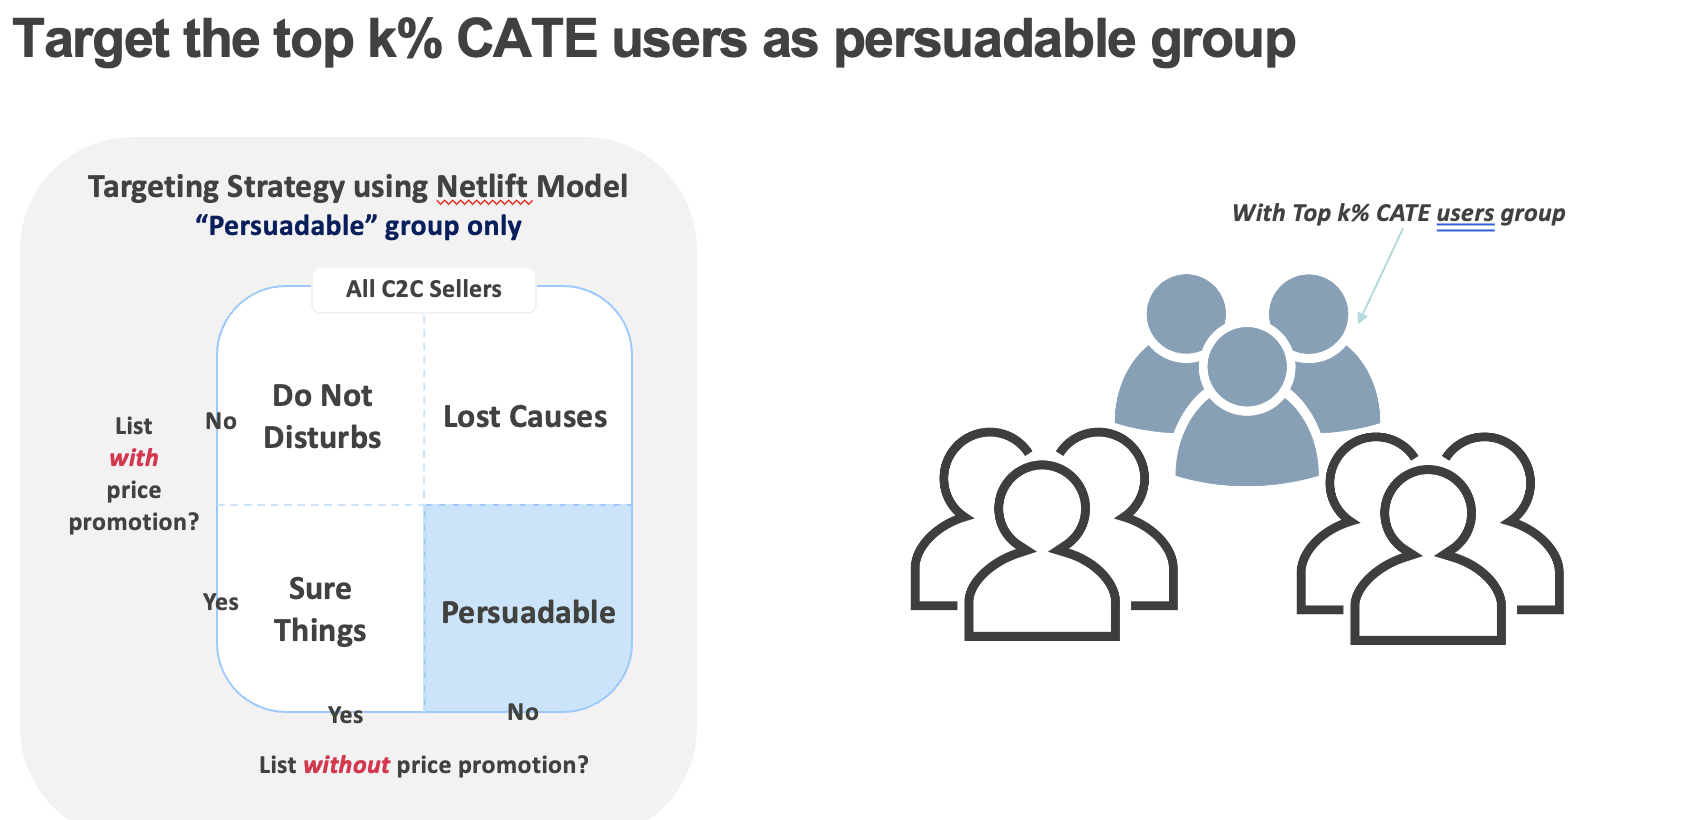 Target the top k% CATE users as persuadable group
Targeting Strategy using Netlift Model
“Persuadable” group only
All C2C Sellers
Do Not
Disturbs
Lost Causes
List
with
price
promotion?
No
Sure
Things
Persuadable
Yes
Yes
No
List without price promotion?
With Top k% CATE users group